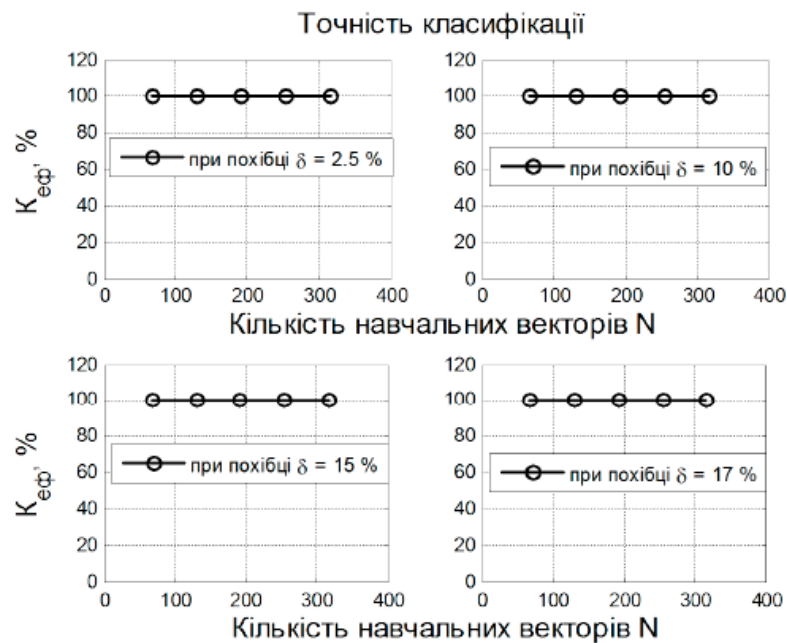 Точність класифікації
120
100
80
60
40
20
0
К_еф, %
при похібці δ = 2.5 %
0 100 200 300 400
120
100
80
60
40
20
0
при похібці δ = 10 %
0 100 200 300 400
Кількість навчальних векторів N
120
100
80
60
40
20
0
К_еф, %
при похібці δ = 15 %
0 100 200 300 400
120
100
80
60
40
20
0
при похібці δ = 17 %
0 100 200 300 400
Кількість навчальних векторів N